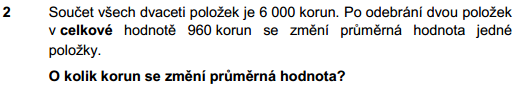 2 Součet všech dvaceti položek je 6 000 korun. Po odebrání dvou položek
v celkové hodnotě 960 korun se změní průměrná hodnota jedné
položky.
O kolik korun se změní průměrná hodnota?